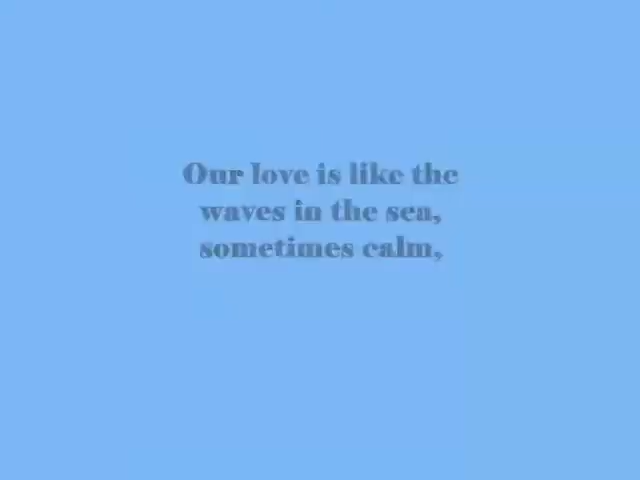 Our love is like the
waves in the sea,
sometimes calm,